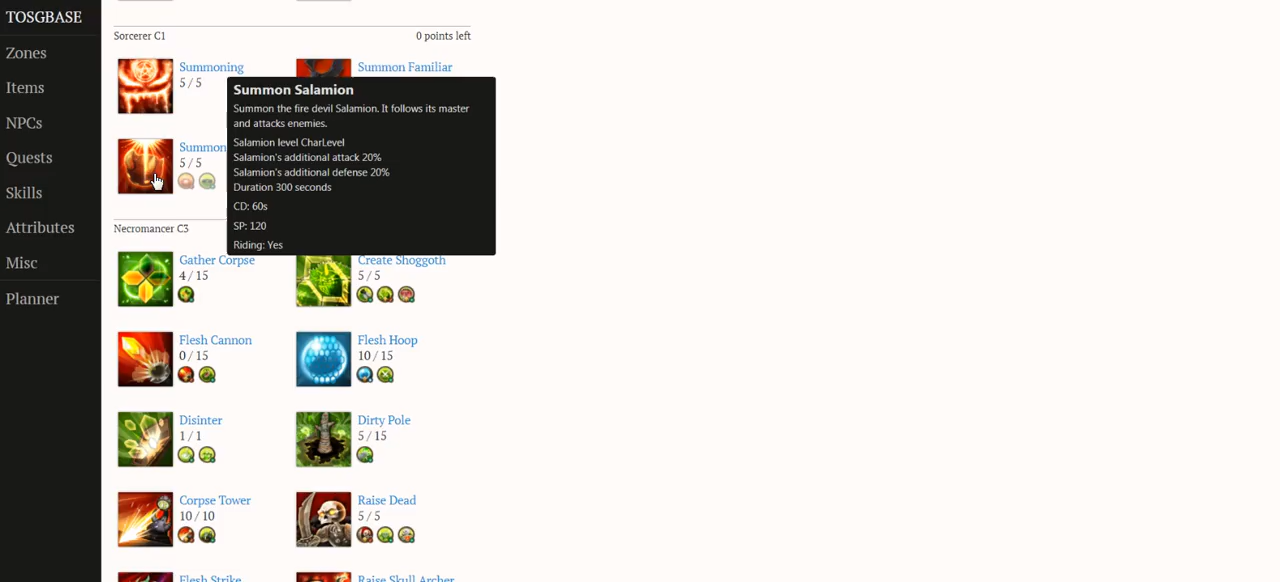 TOSGBASE
Zones
Items
NPCs
Quests
Skills
Attributes
Misc
Planner
Sorcerer C1
0 points left
Summoning
5 / 5
Summon Familiar
Summon
5 / 5
Summon Salamion
Summon the fire devil Salamion. It follows its master
and attacks enemies.
Salamion level CharLevel
Salamion's additional attack 20%
Salamion's additional defense 20%
Duration 300 seconds
CD: 60s
SP: 120
Riding: Yes
Necromancer C3
Gather Corpse
4 / 15
Create Shoggoth
5 / 5
Flesh Cannon
0 / 15
Flesh Hoop
10 / 15
Disinter
1 / 1
Dirty Pole
5 / 15
Corpse Tower
10 / 10
Raise Dead
5 / 5
Flesh Strike
Raise Skull Archer